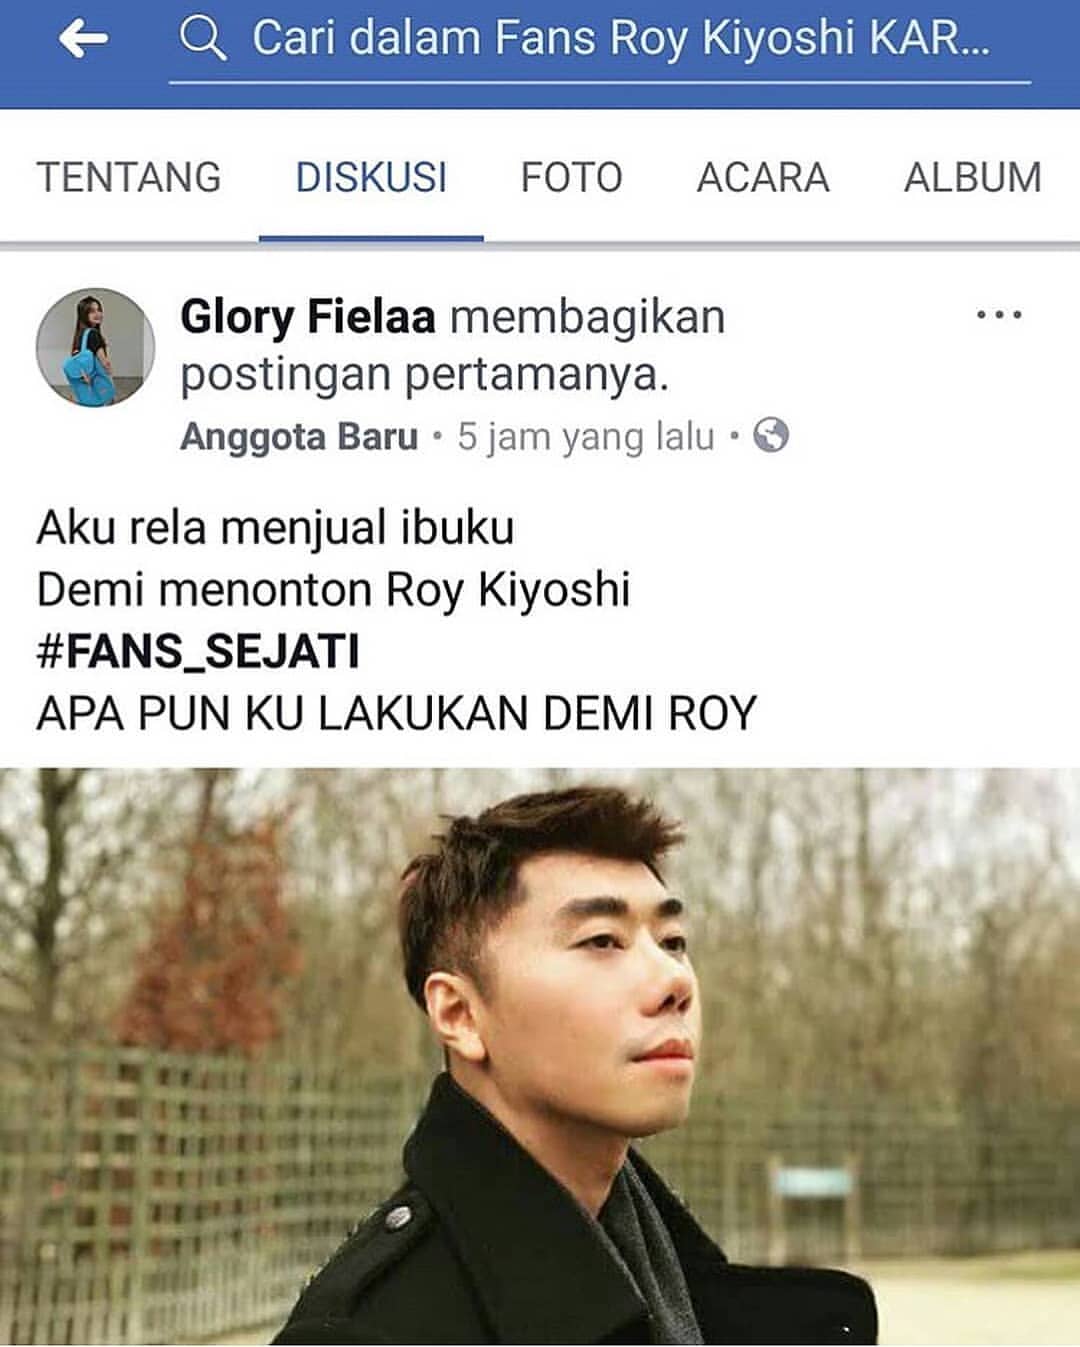 Cari dalam Fans Roy Kiyoshi KAR...
TENTANG DISKUSI FOTO ACARA ALBUM
Glory Fielaa membagikan
postingan pertamanya.
Anggota Baru • 5 jam yang lalu •
Aku rela menjual ibuku
Demi menonton Roy Kiyoshi
#FANS_SEJATI
APA PUN KU LAKUKAN DEMI ROY